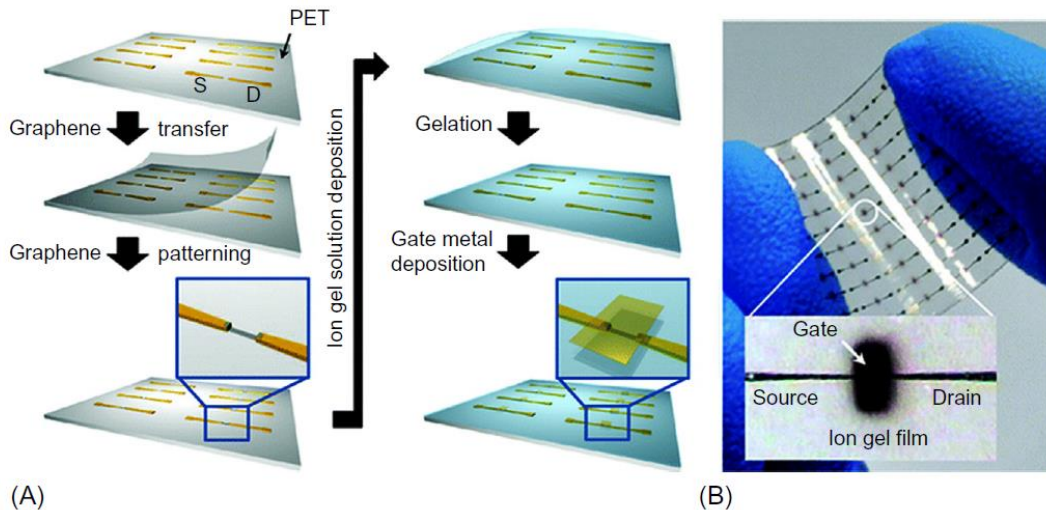 PET
S
D
Graphene transfer
Graphene patterning
Ion gel solution deposition
Gelation
Gate metal
deposition
(A)
Gate
Source
Drain
Ion gel film
(B)